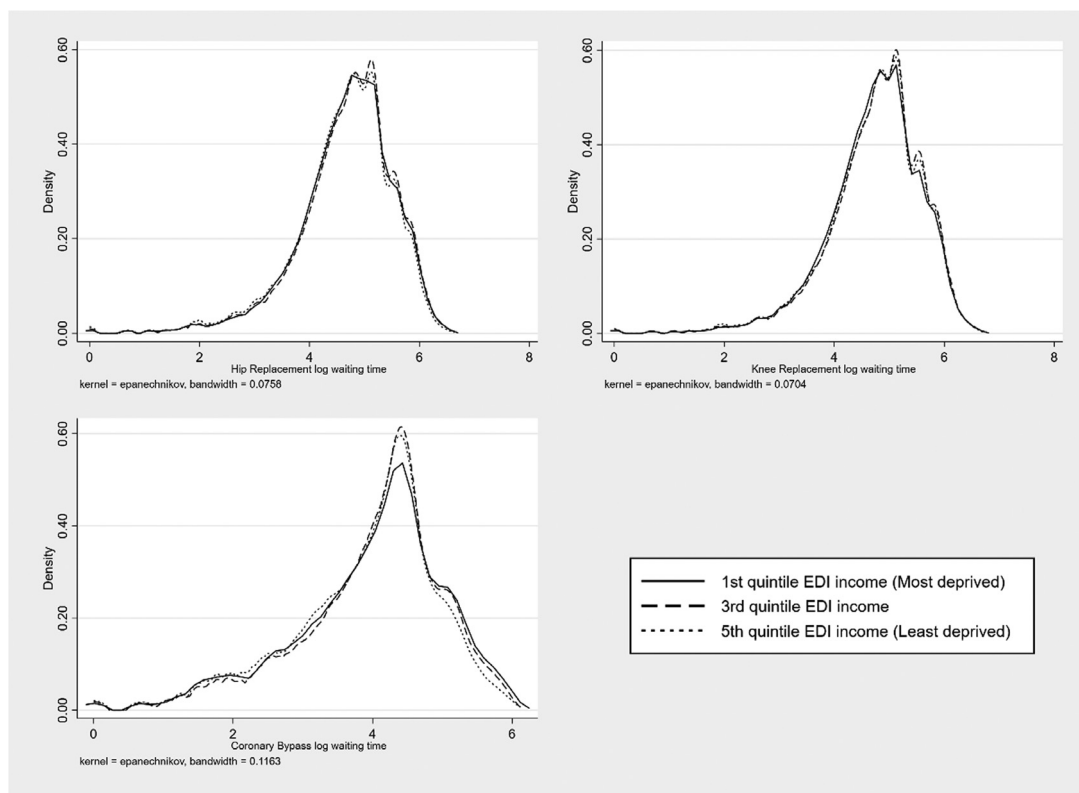 0.60
0.40
0.20
0.00
Density
0 2 4 6 8
Hip Replacement log waiting time
kernel = epanechnikov, bandwidth = 0.0758
0.60
0.40
0.20
0.00
Density
0 2 4 6 8
Knee Replacement log waiting time
kernel = epanechnikov, bandwidth = 0.0704
0.60
0.40
0.20
0.00
Density
0 2 4 6
Coronary Bypass log waiting time
kernel = epanechnikov, bandwidth = 0.1163
1st quintile EDI income (Most deprived)
3rd quintile EDI income
5th quintile EDI income (Least deprived)